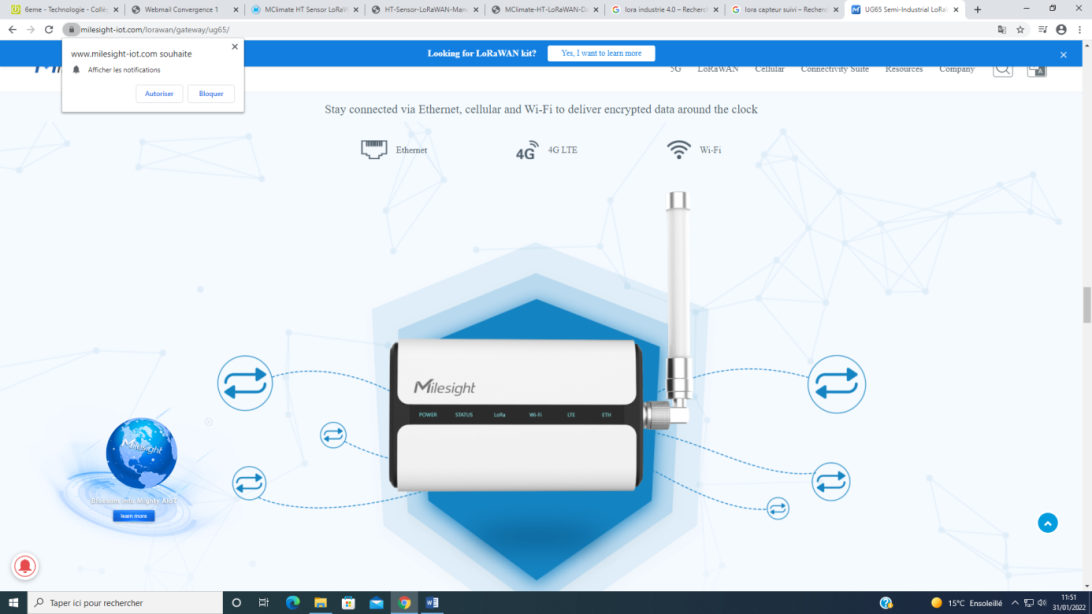 6eme - Technologie - Collèg
Webmail Convergence 1
MClimate HT Sensor LoRaW
HT-Sensor-LoRaWAN-Man
MClimate-HT-LoRaWAN-D
lora industrie 4.0 – Recherc
lora capteur suivi – Recherc
UG65 Semi-Industrial LoRaW
milesight-iot.com/lorawan/gateway/ug65/
www.milesight-iot.com souhaite
Afficher les notifications
Autoriser
Bloquer
Looking for LoRaWAN kit?
Yes, I want to learn more
5G
LoRaWAN
Cellular
Connectivity Suite
Resources
Company
Stay connected via Ethernet, cellular and Wi-Fi to deliver encrypted data around the clock
Ethernet
4G
4G LTE
Wi-Fi
Milesight
POWER
STATUS
LoRa
Wi-Fi
LTE
ETH
Milesight
learn more
Taper ici pour rechercher
15°C Ensoleillé
11:51
31/01/2022